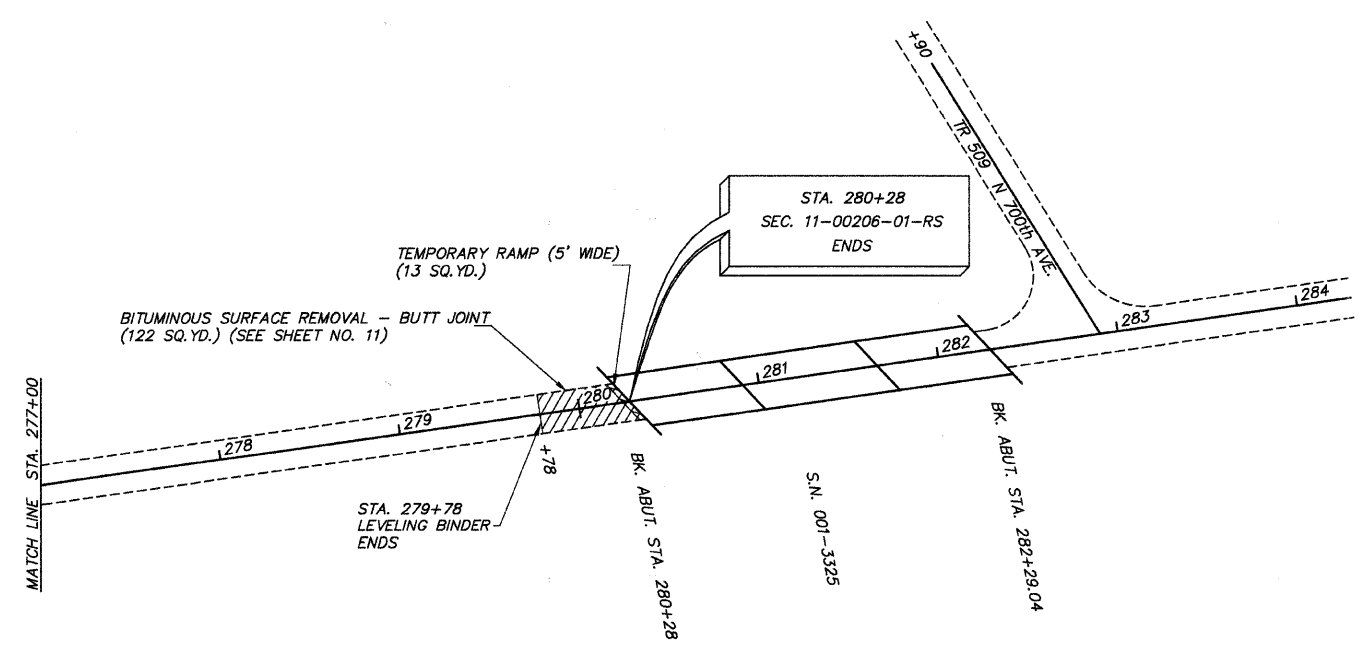 +90
TR 509 N 700th AVE.
STA. 280+28
SEC. 11-00206-01-RS
ENDS
TEMPORARY RAMP (5' WIDE)
(13 SQ.YD.)
BITUMINOUS SURFACE REMOVAL - BUTT JOINT
(122 SQ.YD.) (SEE SHEET NO. 11)
MATCH LINE STA. 277+00
278
279
280
281
282
283
284
+78
STA. 279+78
LEVELING BINDER
ENDS
BK. ABUT. STA. 280+28
S.N. 001-3325
BK. ABUT. STA. 282+29.04